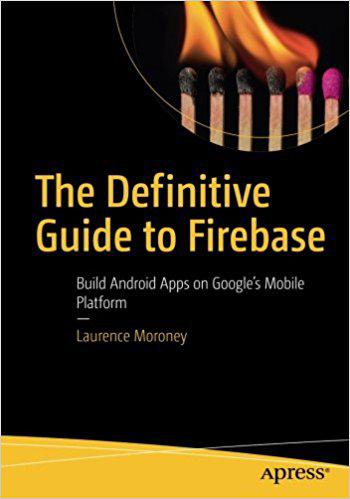 The Definitive
Guide to Firebase
Build Android Apps on Google's Mobile
Platform
—
Laurence Moroney
Apress®